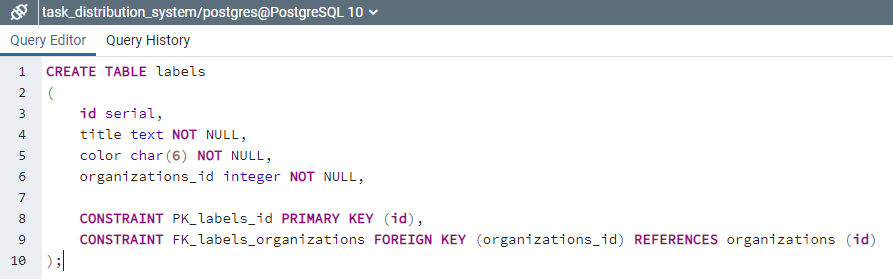 task_distribution_system/postgres@PostgreSQL 10
Query Editor Query History
1 CREATE TABLE labels
2 (
3     id serial,
4     title text NOT NULL,
5     color char(6) NOT NULL,
6     organizations_id integer NOT NULL,
7
8     CONSTRAINT PK_labels_id PRIMARY KEY (id),
9     CONSTRAINT FK_labels_organizations FOREIGN KEY (organizations_id) REFERENCES organizations (id)
10 );